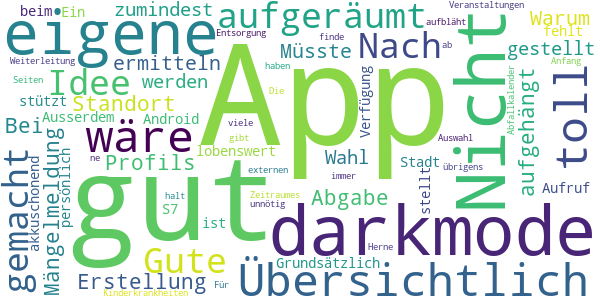 beim Ein zumindest aufgeräumt Entsorgung aufbläht Veranstaltungen
eigene Nach finde ab Warum
Weiterleitung ermitteln Müsste fehlt
Seiten Idee werden haben gestellt Anfang
stützt Standort App Die Verfügung Nicht aufgehängt Abfallkalender toll
Bei Ausserdem Android wäre viele
Mängelmeldung persönlich ne gibt lobenswert Wahl Stadt Auswahl übrigens
gemacht akkuschonend Profils externen immer
gut halt unnötig Zeitraumes Abgabe stellt Aufruf
S7 ist darkmode Herne
Gute Grundsätzlich
Erstellung Übersichtlich
Kinderkrankheiten Für